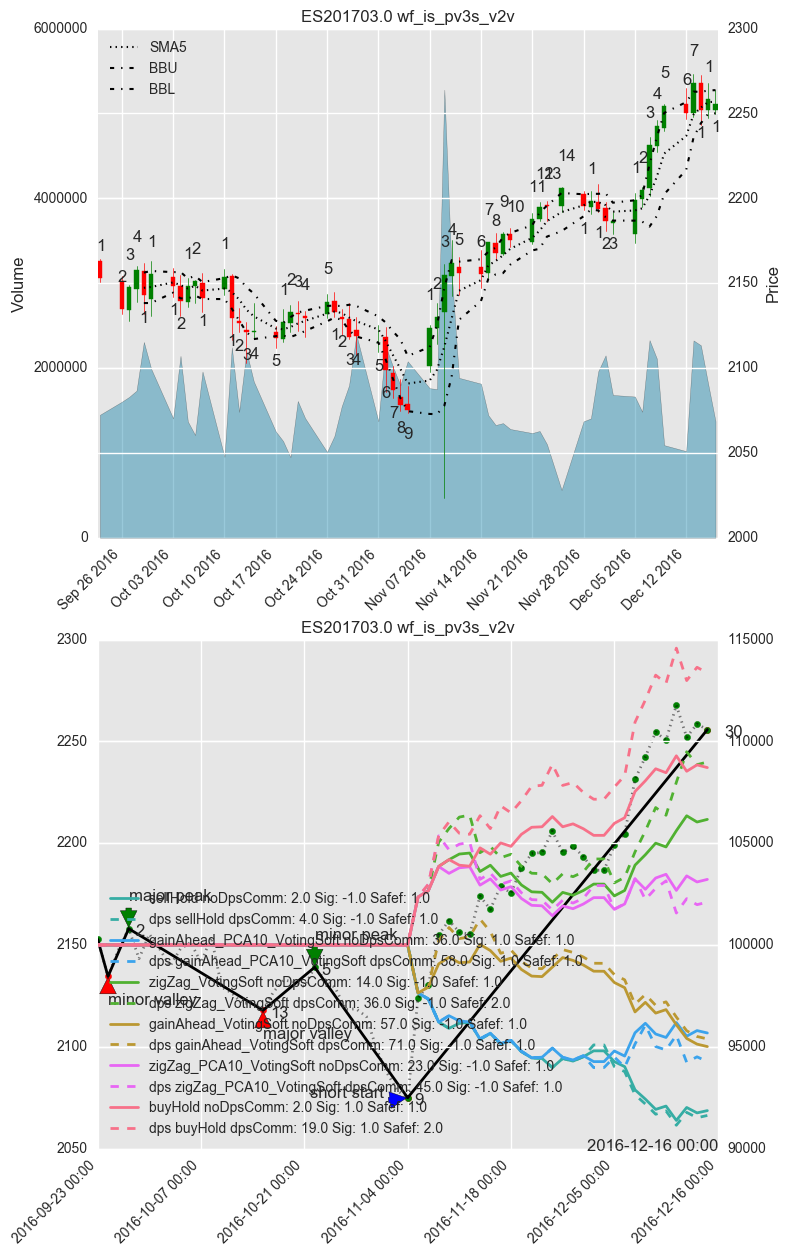 ES201703.0 wf_is_pv3s_v2v
6000000
4000000
2000000
0
Volume
2300
2250
2200
2150
2100
2050
2000
Price
SMA5
BBU
BBL
Sep 26 2016
Oct 03 2016
Oct 10 2016
Oct 17 2016
Oct 24 2016
Oct 31 2016
Nov 07 2016
Nov 14 2016
Nov 21 2016
Nov 28 2016
Dec 05 2016
Dec 12 2016
ES201703.0 wf_is_pv3s_v2v
2300
2250
2200
2150
2100
2050
115000
110000
105000
100000
95000
90000
30
major peak
2
minor valley
minor peak
5
13
major valley
short start
9
sellHold noDpsComm: 2.0 Sig: -1.0 Safef: 1.0
dps sellHold dpsComm: 4.0 Sig: -1.0 Safef: 1.0
gainAhead_PCA10_VotingSoft noDpsComm: 36.0 Sig: 1.0 Safef: 1.0
dps gainAhead_PCA10_VotingSoft dpsComm: 53.0 Sig: -1.0 Safef: 1.0
zigZag_VotingSoft noDpsComm: 14.0 Sig: -1.0 Safef: 1.0
dps zigZag_VotingSoft dpsComm: 36.0 Sig: -1.0 Safef: 2.0
gainAhead_VotingSoft noDpsComm: 57.0 Sig: -1.0 Safef: 1.0
dps gainAhead_VotingSoft dpsComm: 71.0 Sig: -1.0 Safef: 1.0
zigZag_PCA10_VotingSoft noDpsComm: 23.0 Sig: -1.0 Safef: 1.0
dps zigZag_PCA10_VotingSoft dpsComm: 45.0 Sig: -1.0 Safef: 1.0
buyHold noDpsComm: 2.0 Sig: 1.0 Safef: 1.0
dps buyHold dpsComm: 19.0 Sig: 1.0 Safef: 2.0
2016-12-16 00:00
2016-09-23 00:00
2016-10-07 00:00
2016-10-21 00:00
2016-11-04 00:00
2016-11-18 00:00
2016-12-05 00:00
2016-12-16 00:00